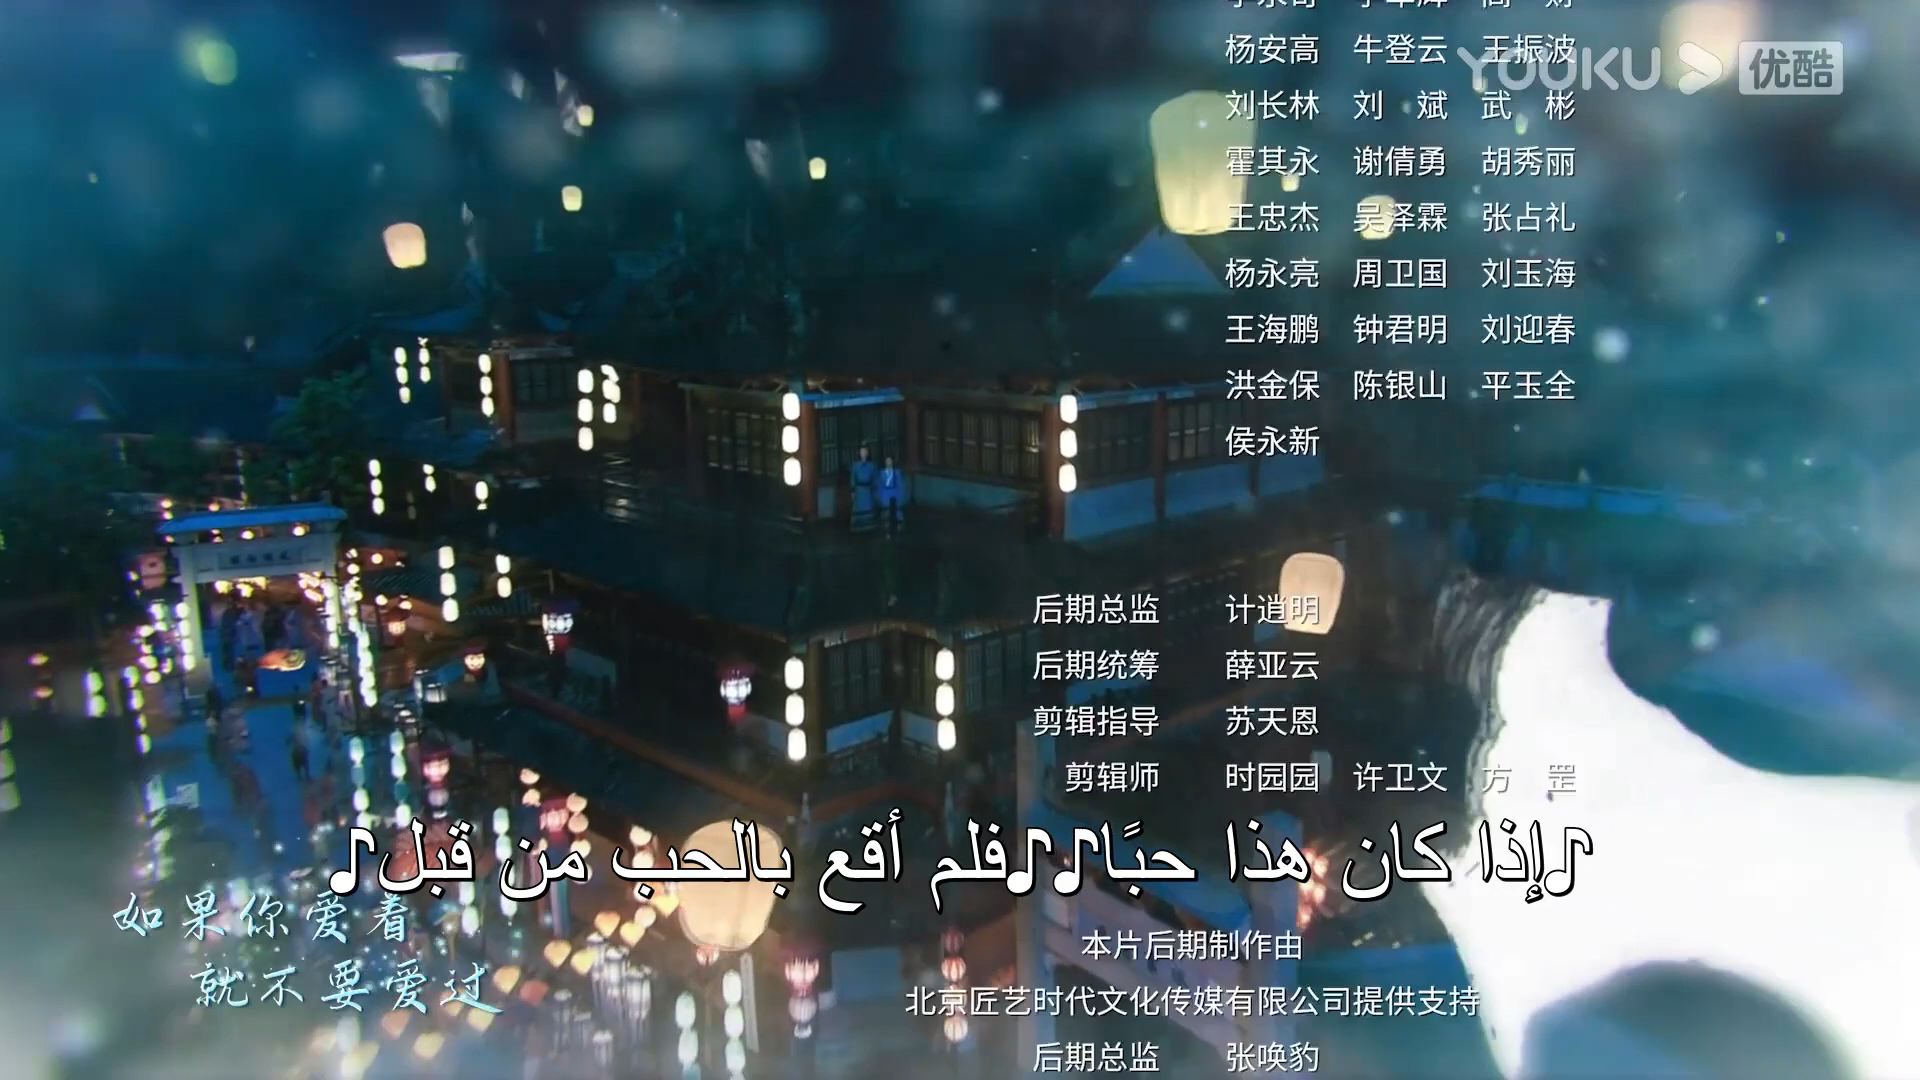 YOUKU 优酷
杨安高 牛登云 王振波
刘长林 刘 斌 武 彬
霍其永 谢倩勇 胡秀丽
王忠杰 吴泽霖 张占礼
杨永亮 周卫国 刘玉海
王海鹏 钟君明 刘迎春
洪金保 陈银山 平玉全
侯永新
后期总监 计逍明
后期统筹 薛亚云
剪辑指导 苏天恩
剪辑师 时园园 许卫文 方 罡
♪إذا كان هذا حبًا♪♪فلم أقع بالحب من قبل♪
如果你爱着
就不要爱过
本片后期制作由
北京匠艺时代文化传媒有限公司提供支持
后期总监 张唤豹